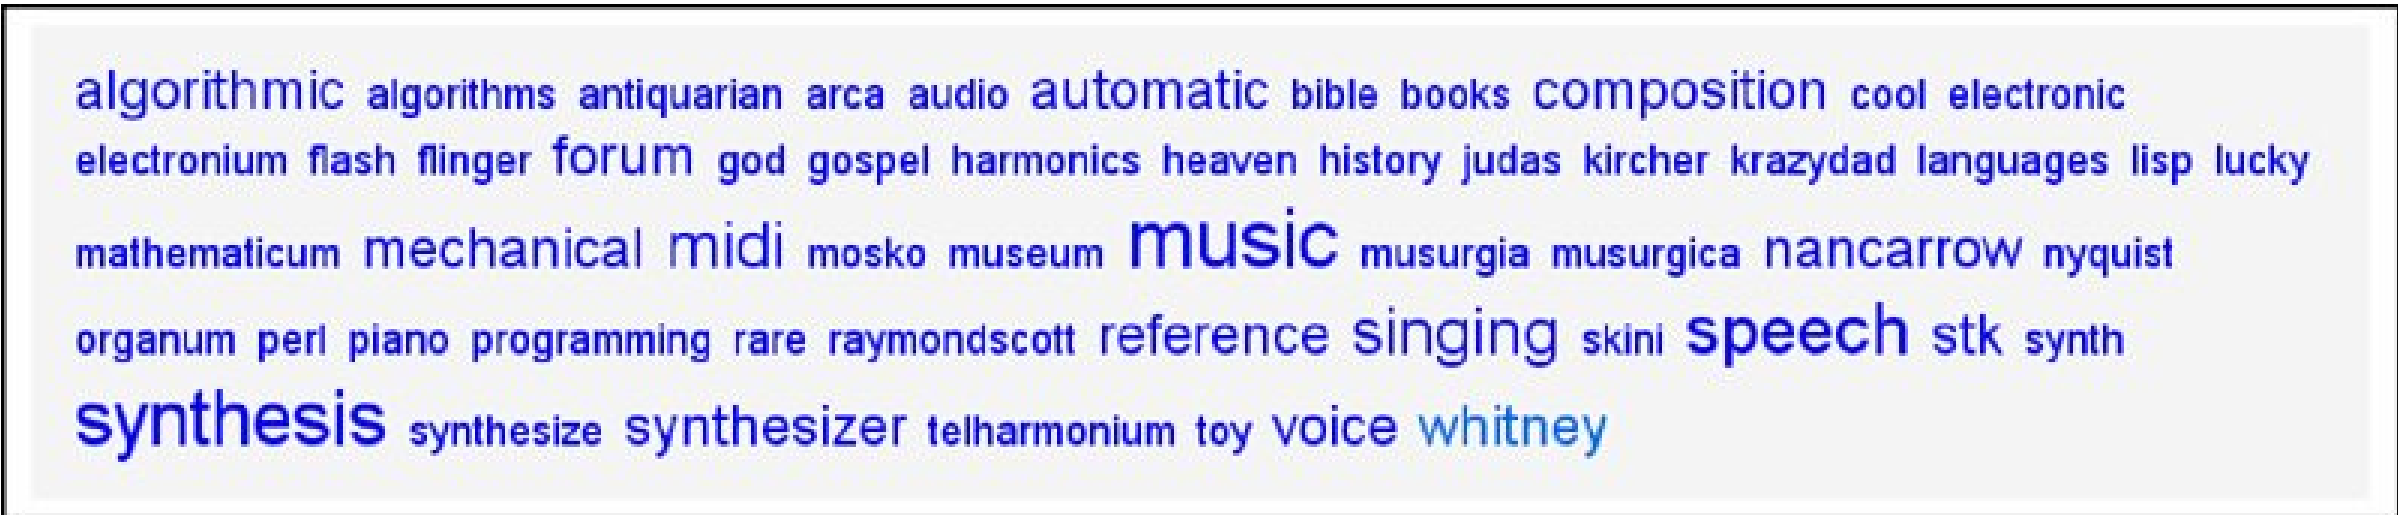 algorithmic algorithms antiquarian arca audio automatic bible books composition cool electronic
electronium flash flinger forum god gospel harmonics heaven history judas kircher krazydad languages lisp lucky
mathematicum mechanical midi mosko museum music musurgia musurgica nancarrow nyquist
organum perl piano programming rare raymondscott reference singing skini speech stk synth
synthesis synthesize synthesizer telharmonium toy voice whitney